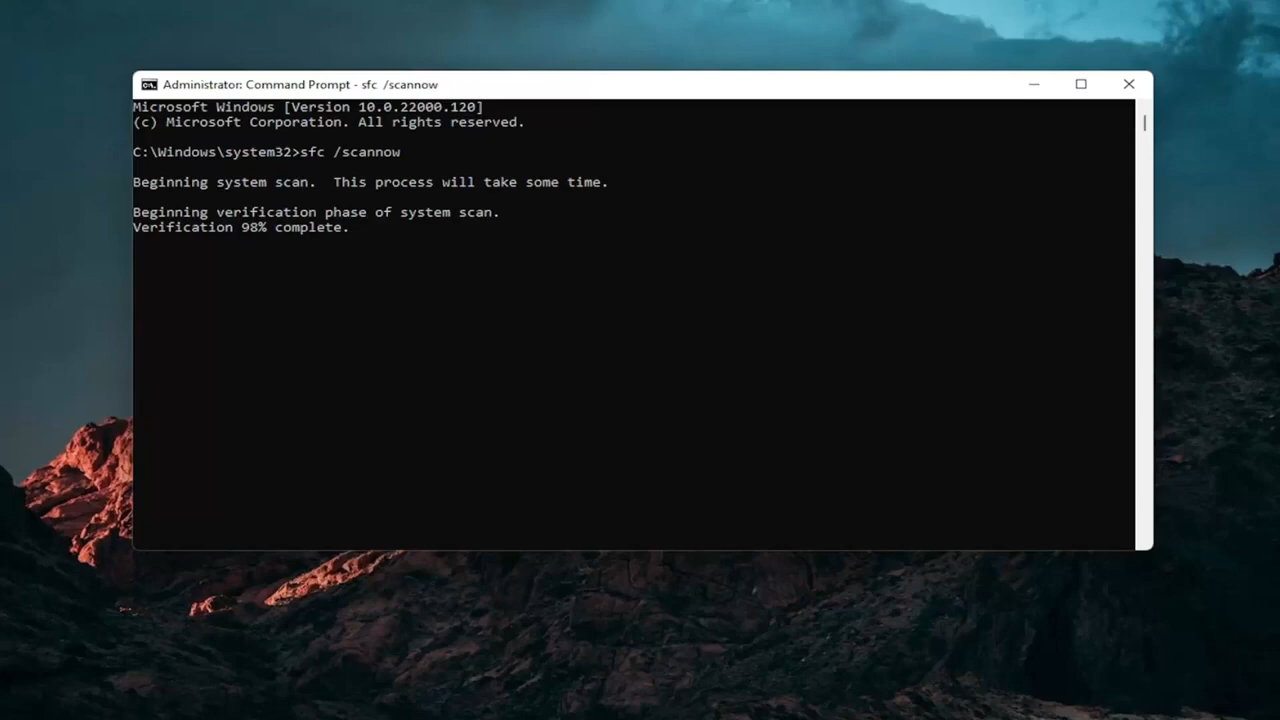 Administrator: Command Prompt - sfc  /scannow
Microsoft Windows [Version 10.0.22000.120]
(c) Microsoft Corporation. All rights reserved.
C:\Windows\system32>sfc /scannow
Beginning system scan.  This process will take some time.
Beginning verification phase of system scan.
Verification 98% complete.